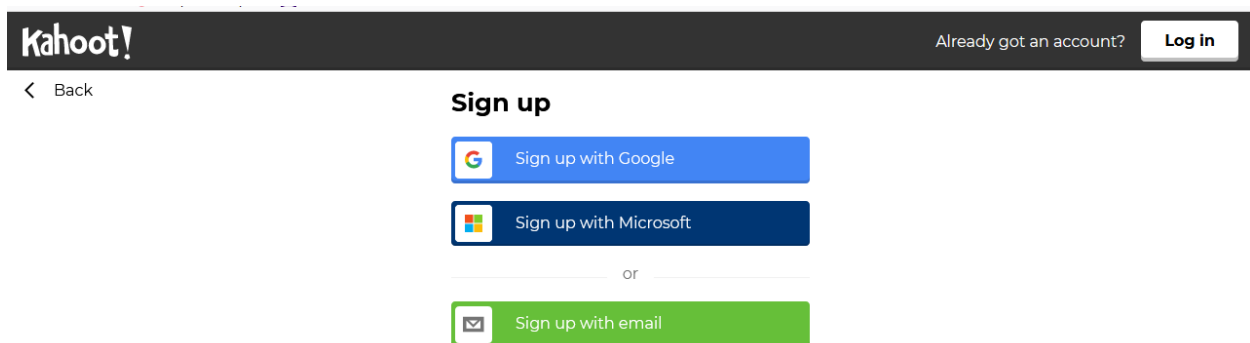 Kahoot!
Already got an account? Log in
Back
Sign up
Sign up with Google
Sign up with Microsoft
or
Sign up with email